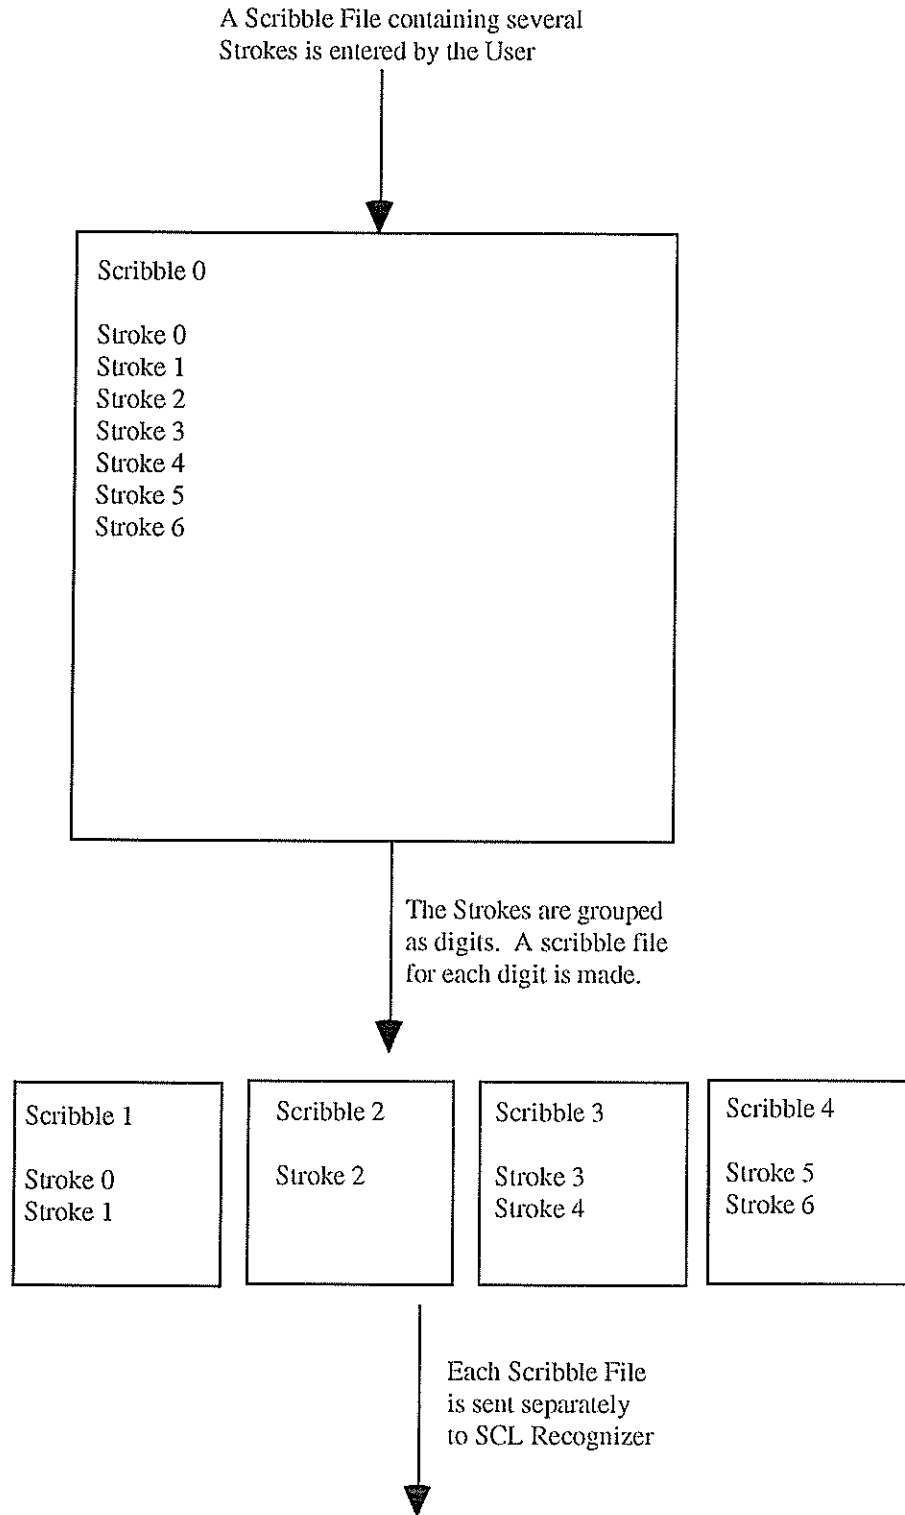 A Scribble File containing several
Strokes is entered by the User
Scribble 0
Stroke 0
Stroke 1
Stroke 2
Stroke 3
Stroke 4
Stroke 5
Stroke 6
The Strokes are grouped
as digits. A scribble file
for each digit is made.
Scribble 1
Stroke 0
Stroke 1
Scribble 2
Stroke 2
Scribble 3
Stroke 3
Stroke 4
Scribble 4
Stroke 5
Stroke 6
Each Scribble File
is sent separately
to SCL Recognizer